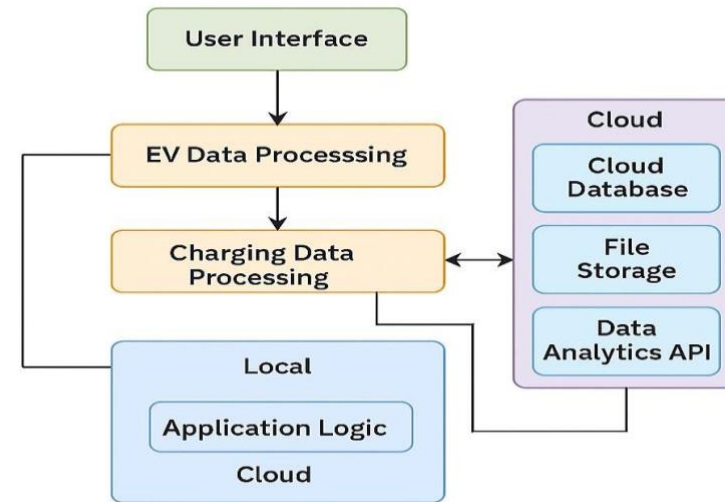 User Interface
EV Data Processsing
Charging Data
Processing
Cloud
Cloud
Database
File
Storage
Data
Analytics API
Local
Application Logic
Cloud